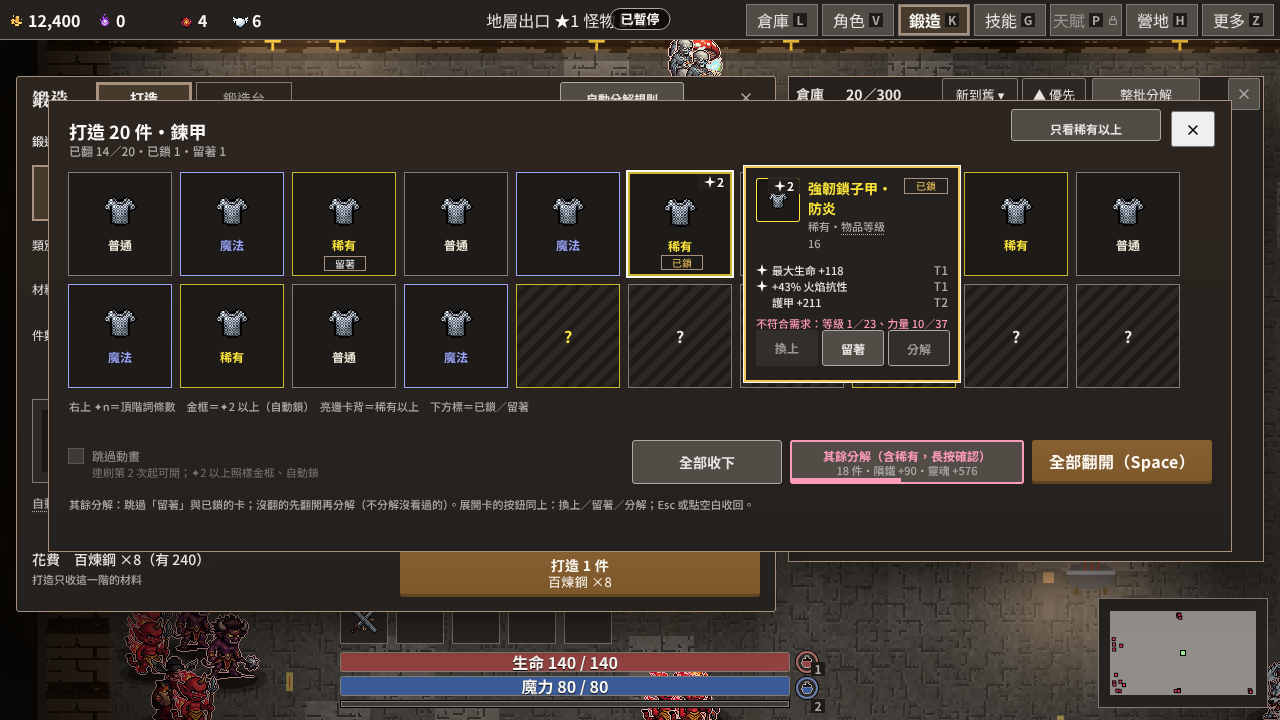 12,400
0
4
6
地層出口 ★1 怪物
已暫停
倉庫 L
角色 V
鍛造 K
技能 G
天賦 P
營地 H
更多 Z
鍛造
打造
鍛造台
自動分解規則
×
倉庫
20/300
新到舊 ▾
▲ 優先
整批分解
×
打造 20 件・鍊甲
已翻 14／20・已鎖 1・留著 1
只看稀有以上
×
普通
魔法
稀有
留著
普通
魔法
✦2
稀有
已鎖
稀有
普通
✦2
強韌鎖子甲・防炎
已鎖
稀有・物品等級
16
✦ 最大生命 +118 T1
✦ +43% 火焰抗性 T1
護甲 +211 T2
不符合需求：等級 1／23、力量 10／37
換上
留著
分解
魔法
稀有
普通
魔法
?
?
?
?
右上 ✦n＝頂階詞條數　金框＝✦2 以上（自動鎖）　亮邊卡背＝稀有以上　下方標＝已鎖／留著
跳過動畫
連刷第 2 次起可開；✦2 以上照樣金框、自動鎖
全部收下
其餘分解（含稀有，長按確認）
18 件・隕鐵 +90・靈魂 +576
全部翻開（Space）
其餘分解：跳過「留著」與已鎖的卡；沒翻的先翻開再分解（不分解沒看過的）。展開卡的按鈕同上：換上／留著／分解；Esc 或點空白收回。
花費　百煉鋼 ×8（有 240）
打造只收這一階的材料
打造 1 件
百煉鋼 ×8
生命 140 / 140
1
魔力 80 / 80
2